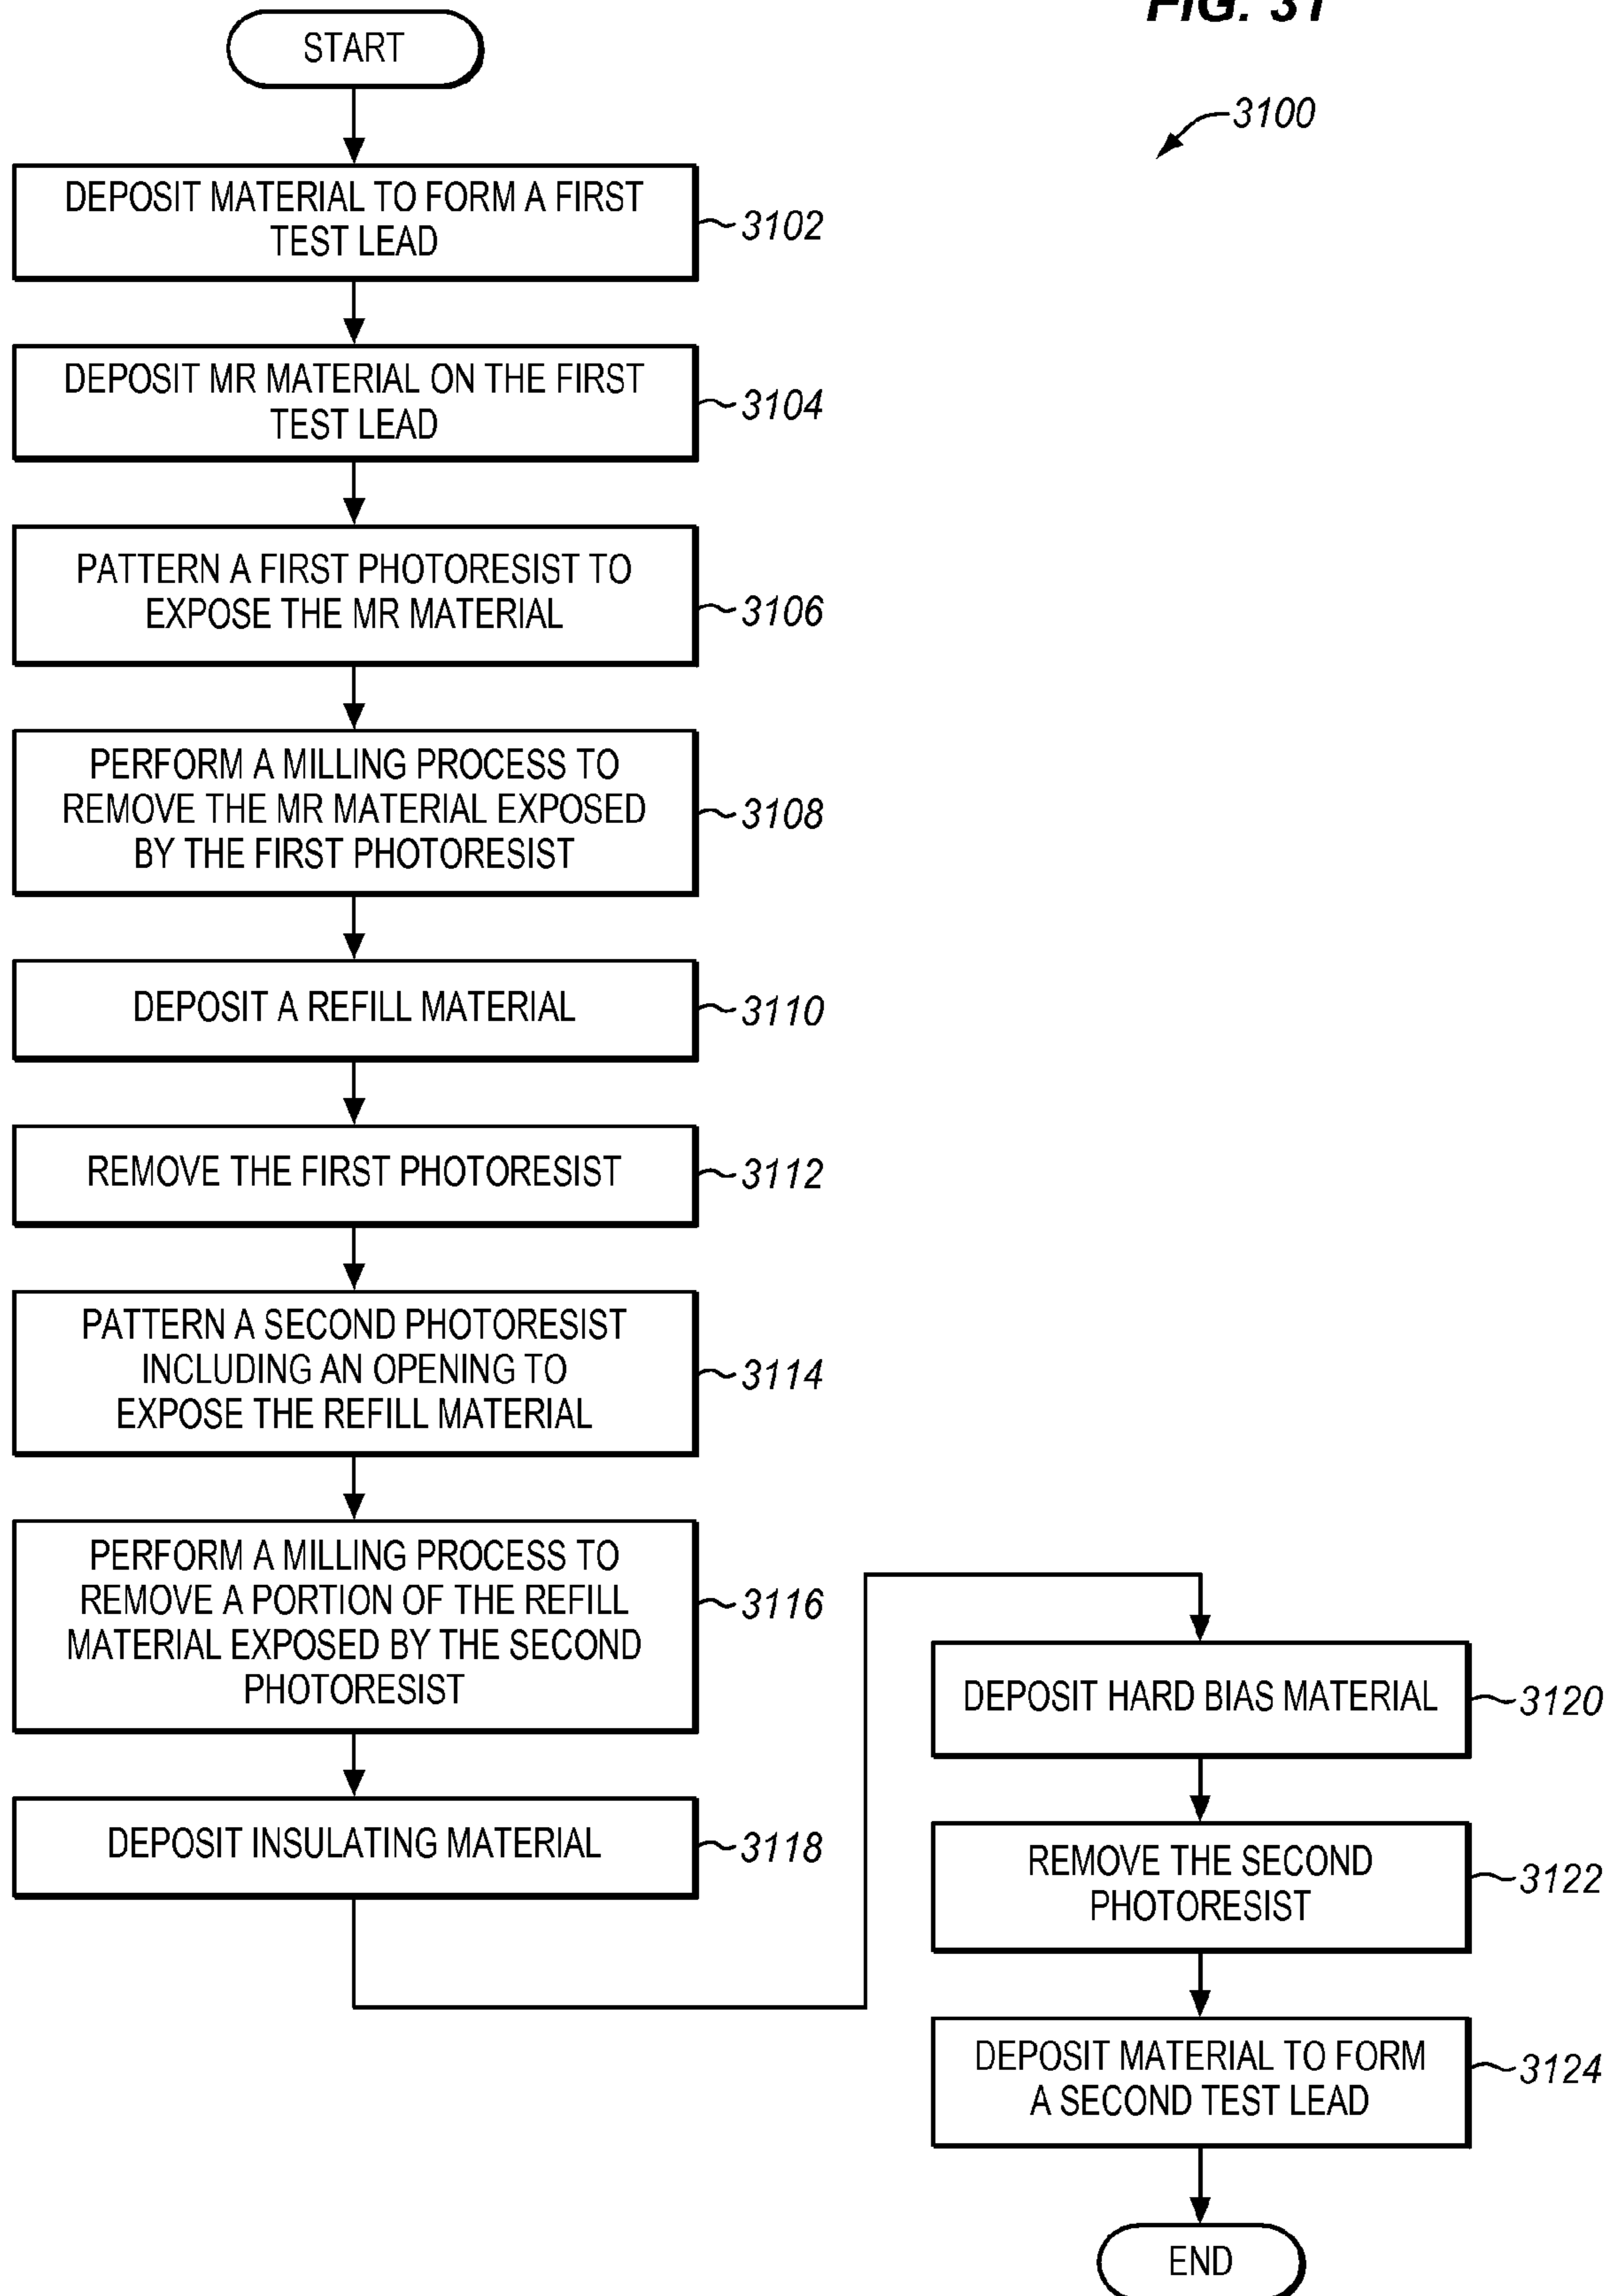 FIG. 31
3100
START
DEPOSIT MATERIAL TO FORM A FIRST
TEST LEAD
3102
DEPOSIT MR MATERIAL ON THE FIRST
TEST LEAD
3104
PATTERN A FIRST PHOTORESIST TO
EXPOSE THE MR MATERIAL
3106
PERFORM A MILLING PROCESS TO
REMOVE THE MR MATERIAL EXPOSED
BY THE FIRST PHOTORESIST
3108
DEPOSIT A REFILL MATERIAL
3110
REMOVE THE FIRST PHOTORESIST
3112
PATTERN A SECOND PHOTORESIST
INCLUDING AN OPENING TO
EXPOSE THE REFILL MATERIAL
3114
PERFORM A MILLING PROCESS TO
REMOVE A PORTION OF THE REFILL
MATERIAL EXPOSED BY THE SECOND
PHOTORESIST
3116
DEPOSIT INSULATING MATERIAL
3118
DEPOSIT HARD BIAS MATERIAL
3120
REMOVE THE SECOND
PHOTORESIST
3122
DEPOSIT MATERIAL TO FORM
A SECOND TEST LEAD
3124
END